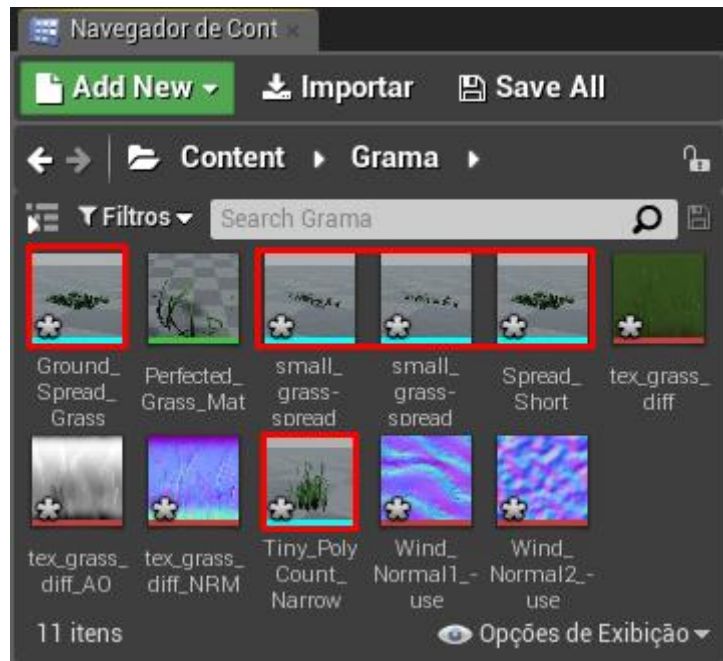 Navegador de Cont
Add New Importar Save All
Content Grama
Filtros Search Grama
Ground_
Spread_
Grass
Perfected_
Grass_Mat
small_
grass-
spread
small_
grass-
spread
Spread_
Short
tex_grass_
diff
tex_grass_
diff_AO
tex_grass_
diff_NRM
Tiny_Poly
Count_
Narrow
Wind_
Normal1_-
use
Wind_
Normal2_-
use
11 itens Opções de Exibição